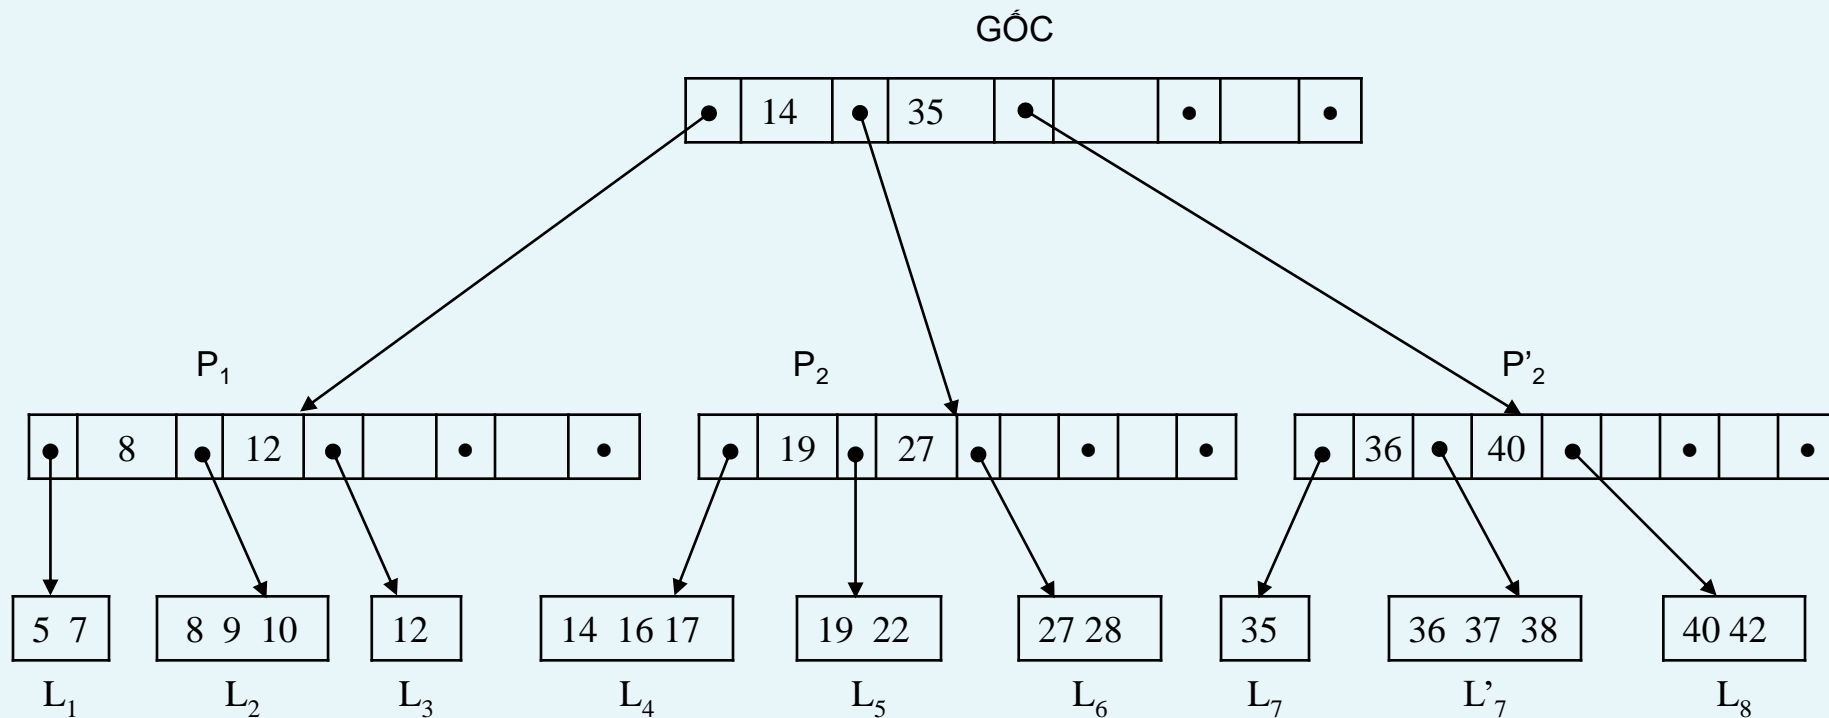 GỐC
14 35
P₁ P₂ P’₂
8 12 19 27 36 40
5 7 8 9 10 12 14 16 17 19 22 27 28 35 36 37 38 40 42
L₁ L₂ L₃ L₄ L₅ L₆ L₇ L’₇ L₈